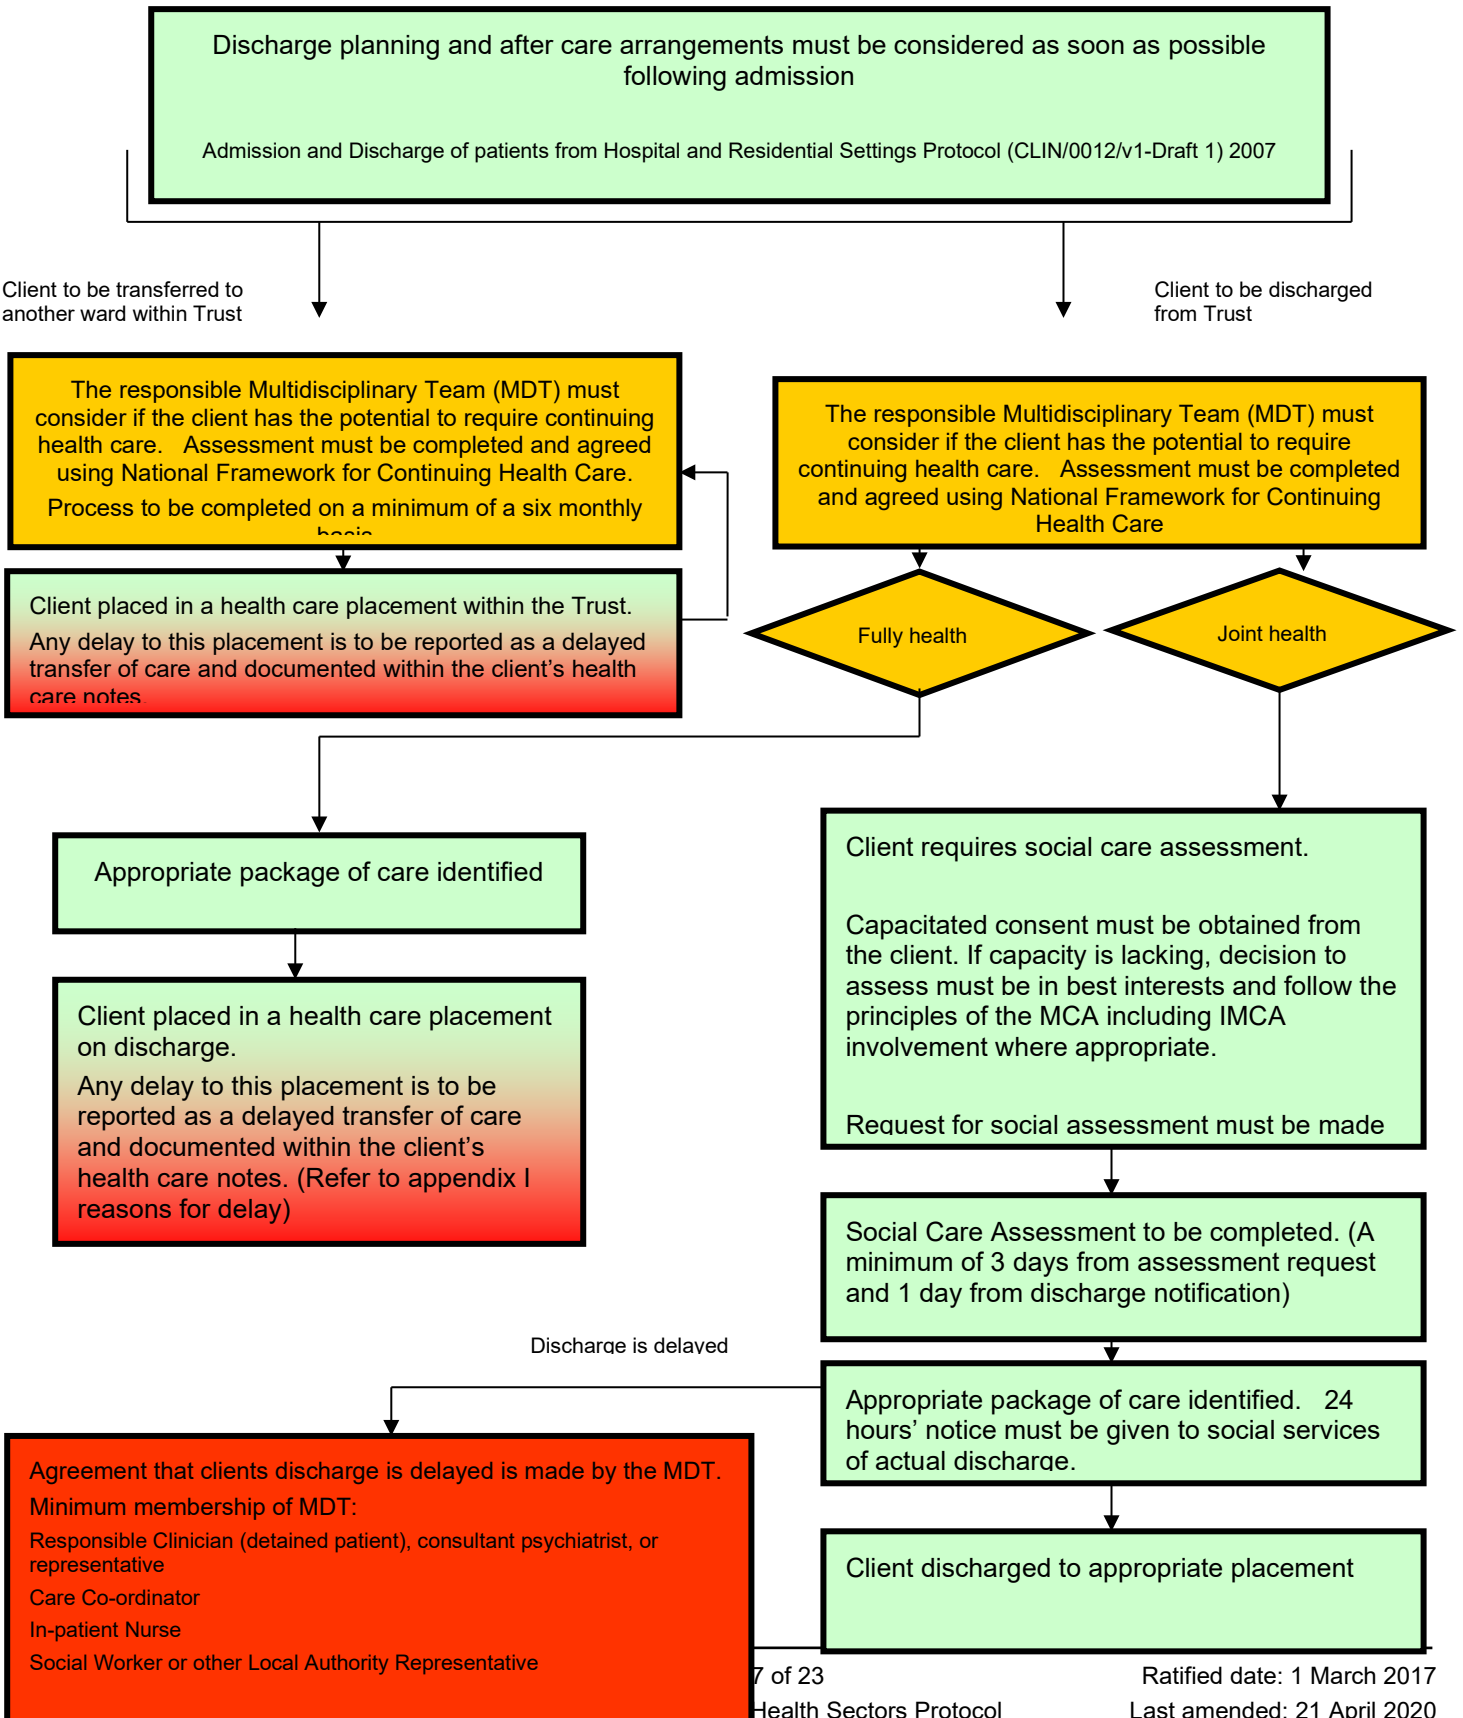 Discharge planning and after care arrangements must be considered as soon as possible
following admission
Admission and Discharge of patients from Hospital and Residential Settings Protocol (CLIN/0012/v1-Draft 1) 2007
Client to be transferred to
another ward within Trust
Client to be discharged
from Trust
The responsible Multidisciplinary Team (MDT) must
consider if the client has the potential to require continuing
health care. Assessment must be completed and agreed
using National Framework for Continuing Health Care.
Process to be completed on a minimum of a six monthly
basis
The responsible Multidisciplinary Team (MDT) must
consider if the client has the potential to require
continuing health care. Assessment must be completed
and agreed using National Framework for Continuing
Health Care
Client placed in a health care placement within the Trust.
Any delay to this placement is to be reported as a delayed
transfer of care and documented within the client’s health
care notes.
Fully health
Joint health
Appropriate package of care identified
Client placed in a health care placement
on discharge.
Any delay to this placement is to be
reported as a delayed transfer of care
and documented within the client’s
health care notes. (Refer to appendix I
reasons for delay)
Client requires social care assessment.
Capacitated consent must be obtained from
the client. If capacity is lacking, decision to
assess must be in best interests and follow the
principles of the MCA including IMCA
involvement where appropriate.
Request for social assessment must be made
Social Care Assessment to be completed. (A
minimum of 3 days from assessment request
and 1 day from discharge notification)
Discharge is delayed
Appropriate package of care identified. 24
hours’ notice must be given to social services
of actual discharge.
Agreement that clients discharge is delayed is made by the MDT.
Minimum membership of MDT:
Responsible Clinician (detained patient), consultant psychiatrist, or
representative
Care Co-ordinator
In-patient Nurse
Social Worker or other Local Authority Representative
Client discharged to appropriate placement
7 of 23
Ratified date: 1 March 2017
Health Sectors Protocol
Last amended: 21 April 2020